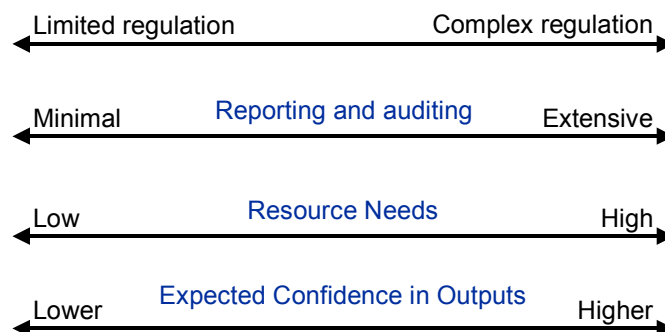 Limited regulation Complex regulation
Minimal Reporting and auditing Extensive
Low Resource Needs High
Lower Expected Confidence in Outputs Higher